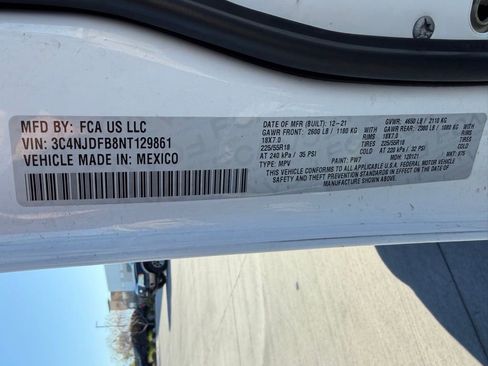 MFD BY: FCA US LLC
VIN: 3C4NJDFB8NT129861
VEHICLE MADE IN: MEXICO
DATE OF MFR (BUILT): 12-21
GVWR: 4650 LB / 2110 KG
GAWR FRONT: 2600 LB / 1180 KG WITH
GAWR REAR: 2380 LB / 1080 KG WITH
18X7.0 RIMS
18X7.0 RIMS
225/55R18 TIRES
225/55R18 TIRES
AT 240 kPa / 35 PSI
AT 220 kPa / 32 PSI
TYPE: MPV PAINT: PW7 MDH: 120121
THIS VEHICLE CONFORMS TO ALL APPLICABLE U.S.A. FEDERAL MOTOR VEHICLE
SAFETY AND THEFT PREVENTION STANDARDS IN EFFECT ON THE DATE OF
MANUFACTURE SHOWN ABOVE.